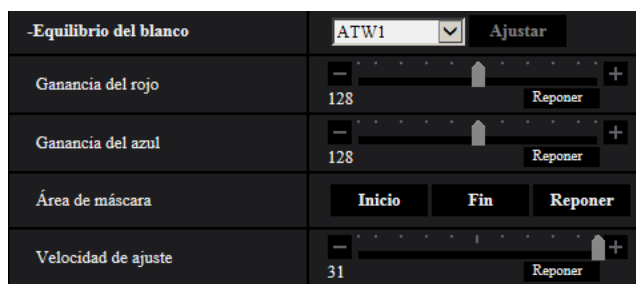 -Equilibrio del blanco ATW1 Ajustar
Ganancia del rojo - +
128 Reponer
Ganancia del azul - +
128 Reponer
Área de máscara Inicio Fin Reponer
Velocidad de ajuste - +
31 Reponer